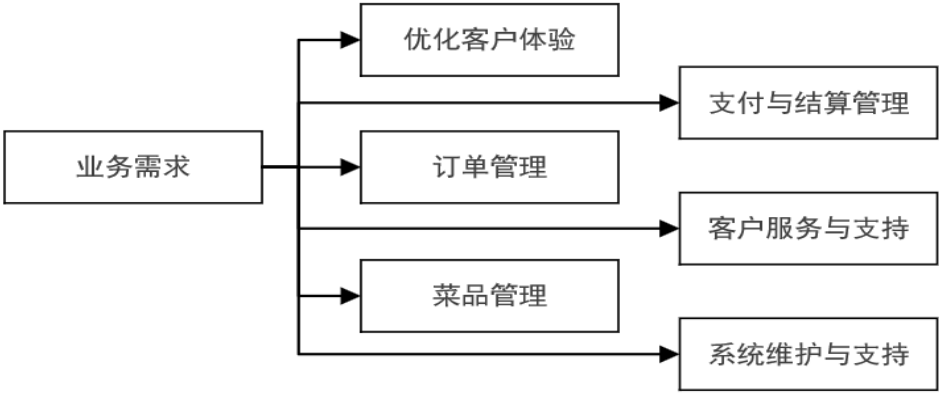 优化客户体验
支付与结算管理
业务需求
订单管理
客户服务与支持
菜品管理
系统维护与支持